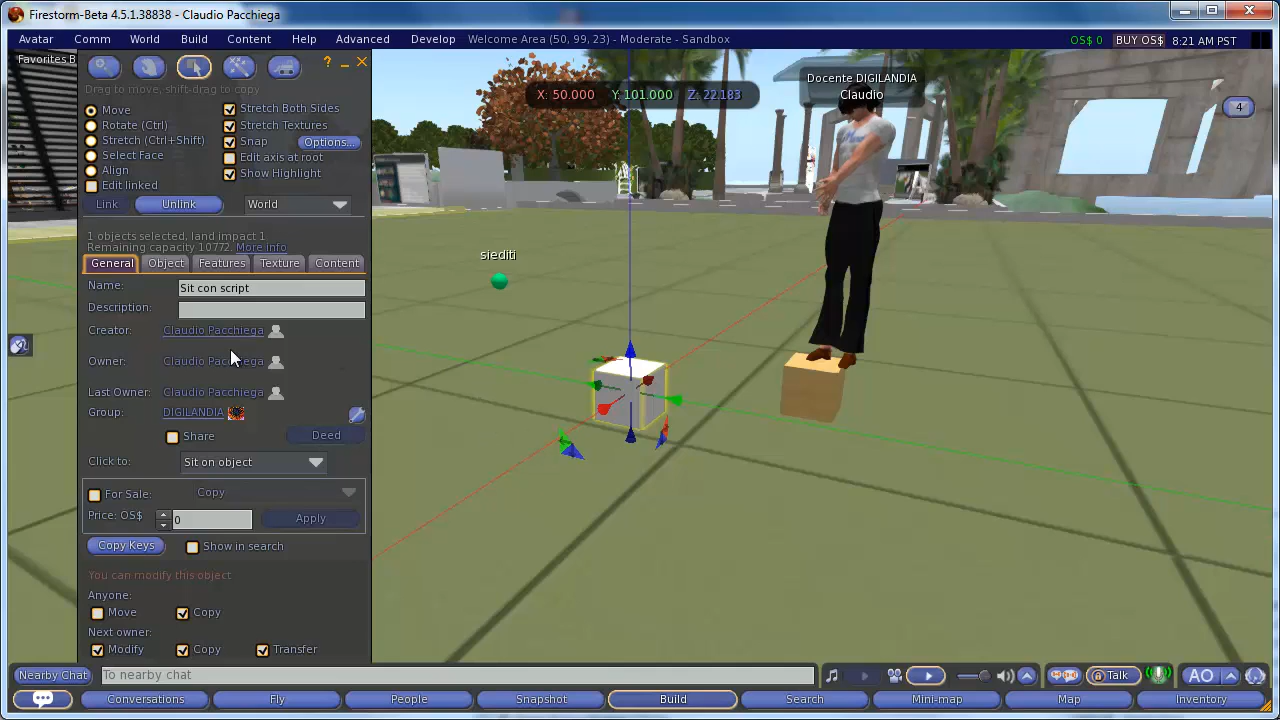 Firestorm-Beta 4.5.1.38838 - Claudio Pacchiega
Avatar Comm World Build Content Help Advanced Develop Welcome Area (50, 99, 23) - Moderate - Sandbox OS$ 0 BUY OS$ 8:21 AM PST
Favorites B
? _
Drag to move, shift-drag to copy
Move
Rotate (Ctrl)
Stretch (Ctrl+Shift)
Select Face
Align
Edit linked
Stretch Both Sides
Stretch Textures
Snap Options...
Edit axis at root
Show Highlight
Link Unlink World
1 objects selected, land impact 1
Remaining capacity 10772. More info
General Object Features Texture Content
Name: Sit con script
Description:
Creator: Claudio Pacchiega
Owner: Claudio Pacchiega
Last Owner: Claudio Pacchiega
Group: DIGILANDIA
Share Deed
Click to: Sit on object
For Sale: Copy
Price: OS$ 0 Apply
Copy Keys Show in search
You can modify this object
Anyone:
Move Copy
Next owner:
Modify Copy Transfer
X: 50.000 Y: 101.000 Z: 22.183
Docente DIGILANDIA
Claudio
4
siediti
Nearby Chat To nearby chat Talk AO
Conversations Fly People Snapshot Build Search Mini-map Map Inventory